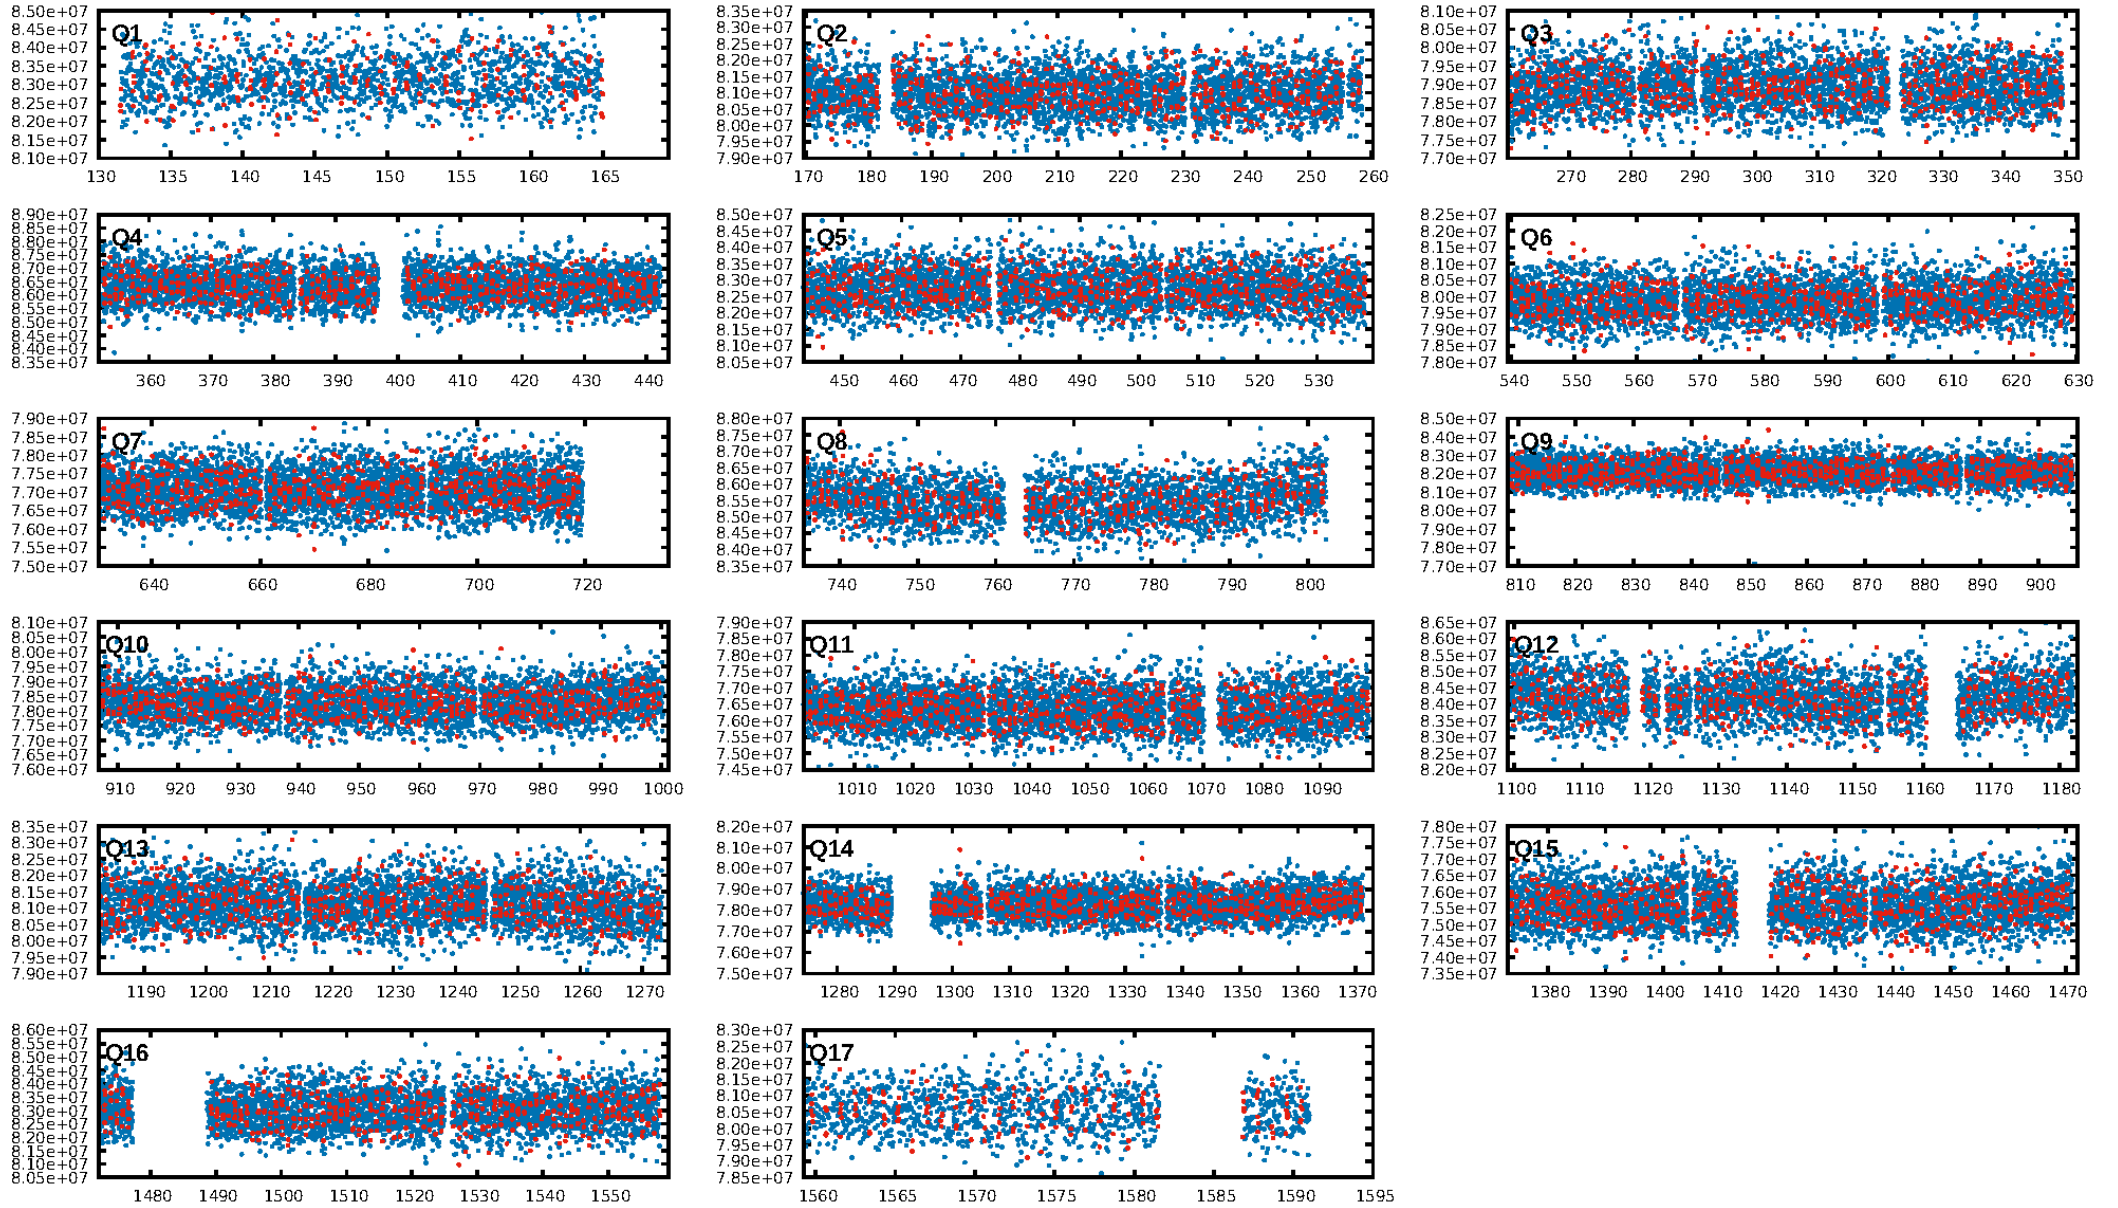 8.50e+07
8.45e+07 Q1
8.40e+07
8.35e+07
8.30e+07
8.25e+07
8.20e+07
8.15e+07
8.10e+07
130 135 140 145 150 155 160 165
8.35e+07
8.30e+07 Q2
8.25e+07
8.20e+07
8.15e+07
8.10e+07
8.05e+07
8.00e+07
7.95e+07
7.90e+07
170 180 190 200 210 220 230 240 250 260
8.10e+07
8.05e+07 Q3
8.00e+07
7.95e+07
7.90e+07
7.85e+07
7.80e+07
7.75e+07
7.70e+07
270 280 290 300 310 320 330 340 350
8.90e+07
8.85e+07 Q4
8.80e+07
8.75e+07
8.70e+07
8.65e+07
8.60e+07
8.55e+07
8.50e+07
8.45e+07
8.40e+07
8.35e+07
360 370 380 390 400 410 420 430 440
8.50e+07
8.45e+07 Q5
8.40e+07
8.35e+07
8.30e+07
8.25e+07
8.20e+07
8.15e+07
8.10e+07
8.05e+07
450 460 470 480 490 500 510 520 530
8.25e+07
8.20e+07 Q6
8.15e+07
8.10e+07
8.05e+07
8.00e+07
7.95e+07
7.90e+07
7.85e+07
7.80e+07
540 550 560 570 580 590 600 610 620 630
7.90e+07
7.85e+07 Q7
7.80e+07
7.75e+07
7.70e+07
7.65e+07
7.60e+07
7.55e+07
7.50e+07
640 660 680 700 720
8.80e+07
8.75e+07 Q8
8.70e+07
8.65e+07
8.60e+07
8.55e+07
8.50e+07
8.45e+07
8.40e+07
8.35e+07
740 750 760 770 780 790 800
8.50e+07
8.40e+07 Q9
8.30e+07
8.20e+07
8.10e+07
8.00e+07
7.90e+07
7.80e+07
7.70e+07
810 820 830 840 850 860 870 880 890 900
8.10e+07
8.05e+07 Q10
8.00e+07
7.95e+07
7.90e+07
7.85e+07
7.80e+07
7.75e+07
7.70e+07
7.65e+07
7.60e+07
910 920 930 940 950 960 970 980 990 1000
7.90e+07
7.85e+07 Q11
7.80e+07
7.75e+07
7.70e+07
7.65e+07
7.60e+07
7.55e+07
7.50e+07
7.45e+07
1010 1020 1030 1040 1050 1060 1070 1080 1090
8.65e+07
8.60e+07 Q12
8.55e+07
8.50e+07
8.45e+07
8.40e+07
8.35e+07
8.30e+07
8.25e+07
8.20e+07
1100 1110 1120 1130 1140 1150 1160 1170 1180
8.35e+07
8.30e+07 Q13
8.25e+07
8.20e+07
8.15e+07
8.10e+07
8.05e+07
8.00e+07
7.95e+07
7.90e+07
1190 1200 1210 1220 1230 1240 1250 1260 1270
8.20e+07
8.10e+07 Q14
8.00e+07
7.90e+07
7.80e+07
7.70e+07
7.60e+07
7.50e+07
1280 1290 1300 1310 1320 1330 1340 1350 1360 1370
7.80e+07
7.75e+07 Q15
7.70e+07
7.65e+07
7.60e+07
7.55e+07
7.50e+07
7.45e+07
7.40e+07
7.35e+07
1380 1390 1400 1410 1420 1430 1440 1450 1460 1470
8.60e+07
8.55e+07 Q16
8.50e+07
8.45e+07
8.40e+07
8.35e+07
8.30e+07
8.25e+07
8.20e+07
8.15e+07
8.10e+07
8.05e+07
1480 1490 1500 1510 1520 1530 1540 1550
8.30e+07
8.25e+07 Q17
8.20e+07
8.15e+07
8.10e+07
8.05e+07
8.00e+07
7.95e+07
7.90e+07
7.85e+07
1560 1565 1570 1575 1580 1585 1590 1595